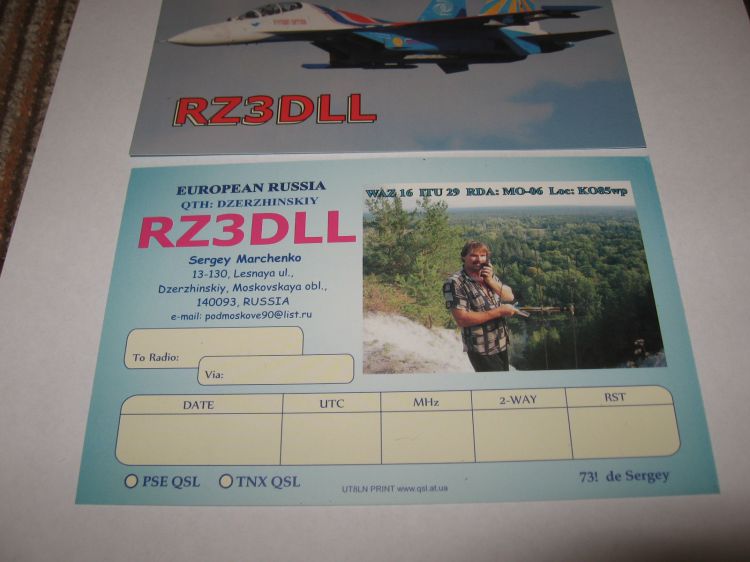 RZ3DLL
EUROPEAN RUSSIA
QTH: DZERZHINSKIY
RZ3DLL
Sergey Marchenko
13-130, Lesnaya ul.,
Dzerzhinskiy, Moskovskaya obl.,
140093, RUSSIA
e-mail: podmoskove90@list.ru
WAZ 16 ITU 29 RDA: MO-06 Loc: KO85wp
To Radio:
Via:
DATE UTC MHz 2-WAY RST
PSE QSL TNX QSL
UT8LN PRINT www.qsl.at.ua
73! de Sergey